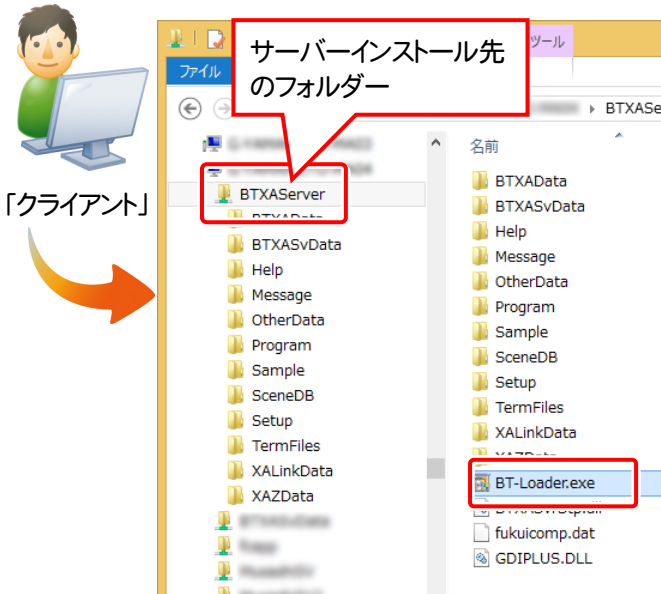 サーバーインストール先
のフォルダー
ツール
ファイル
BTXASe
「クライアント」
BTXAServer
BTXAData
BTXASvData
Help
Message
OtherData
Program
Sample
SceneDB
Setup
TermFiles
XALinkData
XAZData
名前
BTXAData
BTXASvData
Help
Message
OtherData
Program
Sample
SceneDB
Setup
TermFiles
XALinkData
XAZData
BT-Loader.exe
fukuicomp.dat
GDIPLUS.DLL